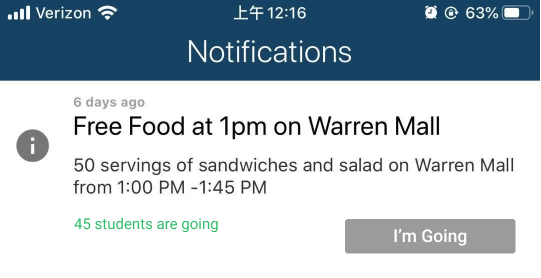 Verizon 上午12:16 63%
Notifications
6 days ago
Free Food at 1pm on Warren Mall
50 servings of sandwiches and salad on Warren Mall
from 1:00 PM -1:45 PM
45 students are going
I'm Going